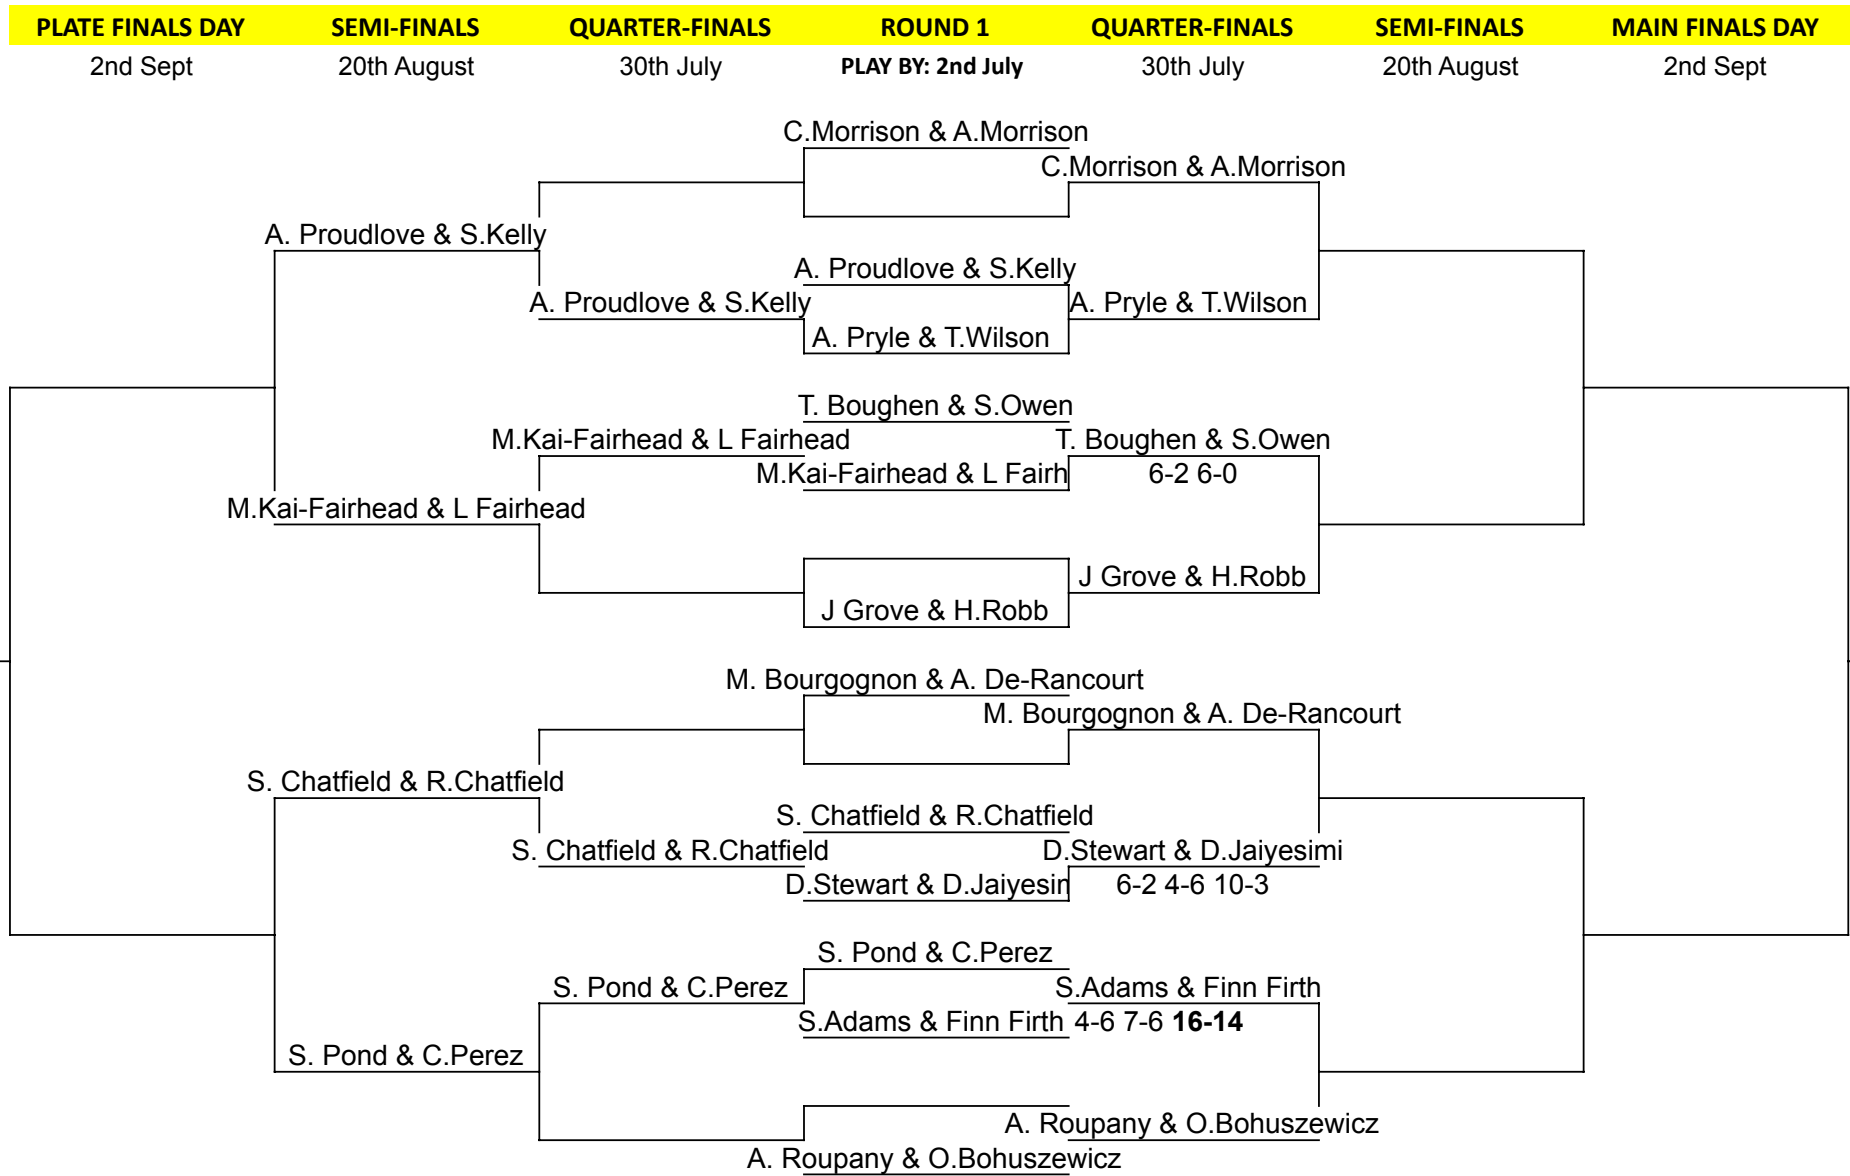 PLATE FINALS DAY SEMI-FINALS QUARTER-FINALS ROUND 1 QUARTER-FINALS SEMI-FINALS MAIN FINALS DAY
2nd Sept 20th August 30th July PLAY BY: 2nd July 30th July 20th August 2nd Sept
C.Morrison & A.Morrison
C.Morrison & A.Morrison
A. Proudlove & S.Kelly
A. Proudlove & S.Kelly
A. Proudlove & S.Kelly A. Pryle & T.Wilson
A. Pryle & T.Wilson
T. Boughen & S.Owen
M.Kai-Fairhead & L Fairhead T. Boughen & S.Owen
M.Kai-Fairhead & L Fairh 6-2 6-0
M.Kai-Fairhead & L Fairhead
J Grove & H.Robb
J Grove & H.Robb
M. Bourgognon & A. De-Rancourt
M. Bourgognon & A. De-Rancourt
S. Chatfield & R.Chatfield
S. Chatfield & R.Chatfield
S. Chatfield & R.Chatfield D.Stewart & D.Jaiyesimi
D.Stewart & D.Jaiyesin 6-2 4-6 10-3
S. Pond & C.Perez
S. Pond & C.Perez S.Adams & Finn Firth
S.Adams & Finn Firth 4-6 7-6 16-14
S. Pond & C.Perez
A. Roupany & O.Bohuszewicz
A. Roupany & O.Bohuszewicz